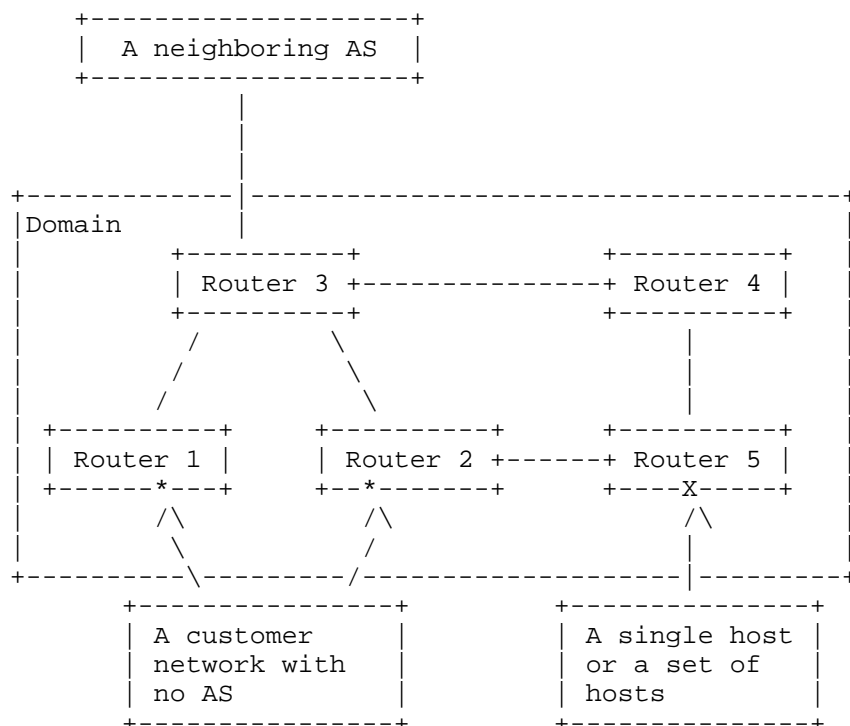 A neighboring AS
Domain
Router 3
Router 4
Router 1
Router 2
Router 5
*
*
X
A customer
network with
no AS
A single host
or a set of
hosts